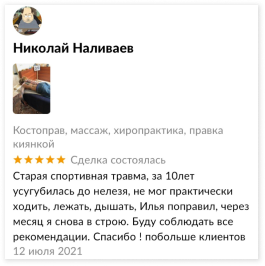 Николай Наливаев
Костоправ, массаж, хиропрактика, правка
киянкой
Сделка состоялась
Старая спортивная травма, за 10лет
усугубилась до нелезя, не мог практически
ходить, лежать, дышать, Илья поправил, через
месяц я снова в строю. Буду соблюдать все
рекомендации. Спасибо ! побольше клиентов
12 июля 2021